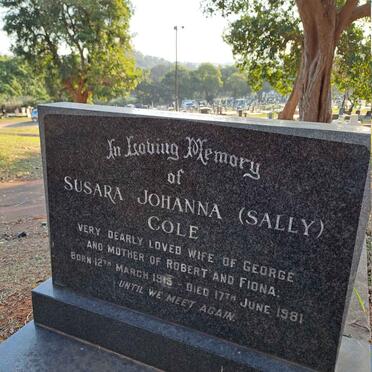 In Loving Memory
of
SUSARA JOHANNA (SALLY)
COLE
VERY DEARLY LOVED WIFE OF GEORGE
AND MOTHER OF ROBERT AND FIONA:
BORN 12TH MARCH 1915 - DIED 17TH JUNE 1981
UNTIL WE MEET AGAIN.